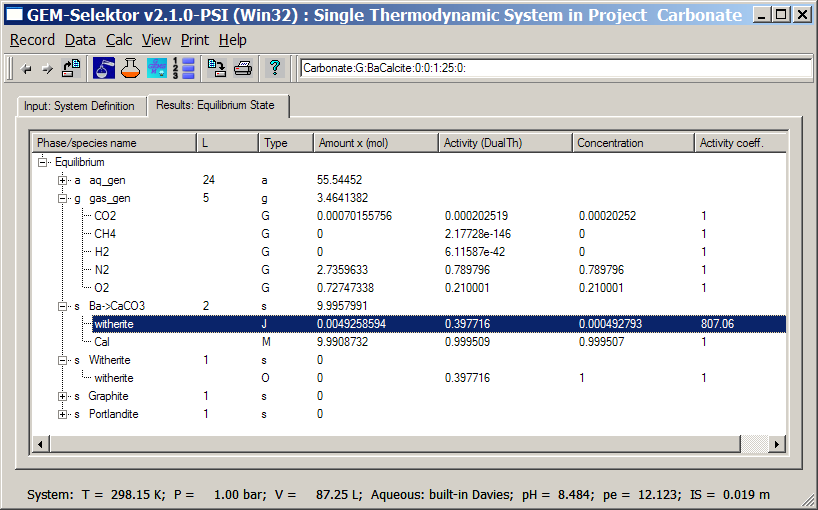 GEM-Selektor v2.1.0-PSI (Win32) : Single Thermodynamic System in Project Carbonate
Record Data Calc View Print Help
1 2 3 ? Carbonate:G:BaCalcite:0:0:1:25:0:
Input: System Definition Results: Equilibrium State
Phase/species name L Type Amount x (mol) Activity (DualTh) Concentration Activity coeff.
Equilibrium
a aq_gen 24 a 55.54452
g gas_gen 5 g 3.4641382
CO2 G 0.00070155756 0.000202519 0.00020252 1
CH4 G 0 2.17728e-146 0 1
H2 G 0 6.11587e-42 0 1
N2 G 2.7359633 0.789796 0.789796 1
O2 G 0.72747338 0.210001 0.210001 1
s Ba->CaCO3 2 s 9.9957991
witherite J 0.0049258594 0.397716 0.000492793 807.06
Cal M 9.9908732 0.999509 0.999507 1
s Witherite 1 s 0
witherite O 0 0.397716 1 1
s Graphite 1 s 0
s Portlandite 1 s 0
System: T = 298.15 K; P = 1.00 bar; V = 87.25 L; Aqueous: built-in Davies; pH = 8.484; pe = 12.123; IS = 0.019 m